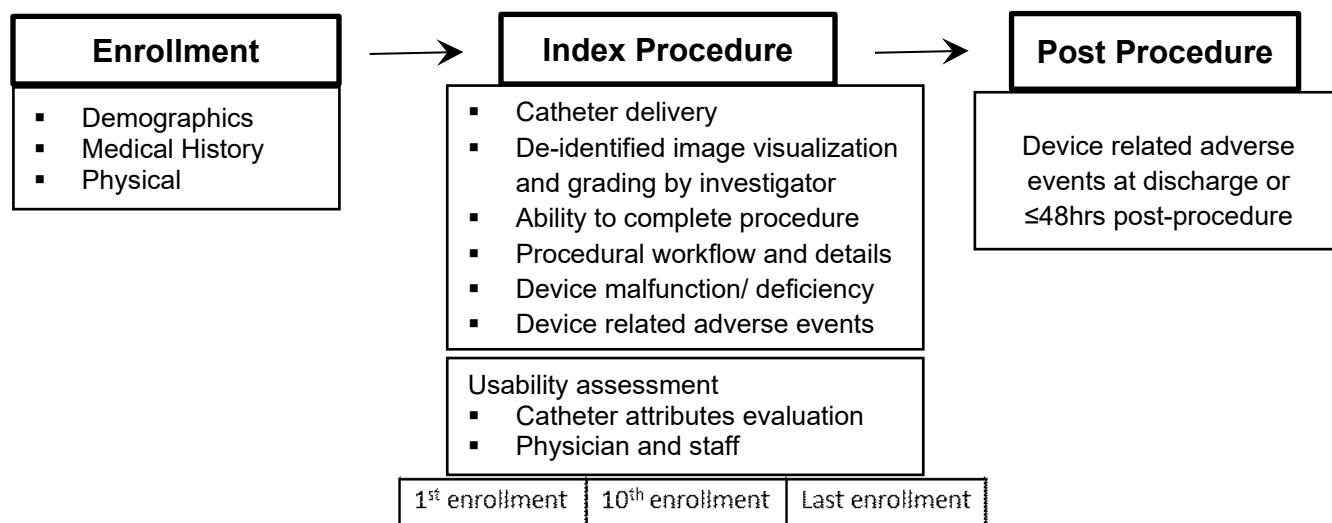 Enrollment
▪ Demographics
▪ Medical History
▪ Physical
Index Procedure
▪ Catheter delivery
▪ De-identified image visualization
and grading by investigator
▪ Ability to complete procedure
▪ Procedural workflow and details
▪ Device malfunction/ deficiency
▪ Device related adverse events
Usability assessment
▪ Catheter attributes evaluation
▪ Physician and staff
1st enrollment
10th enrollment
Last enrollment
Post Procedure
Device related adverse
events at discharge or
≤48hrs post-procedure